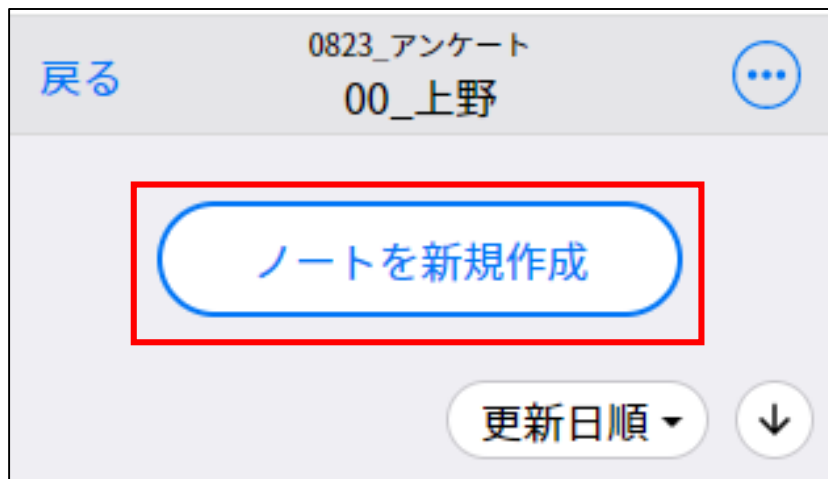 0823_アンケート
戻る
00_上野
ノートを新規作成
更新日順